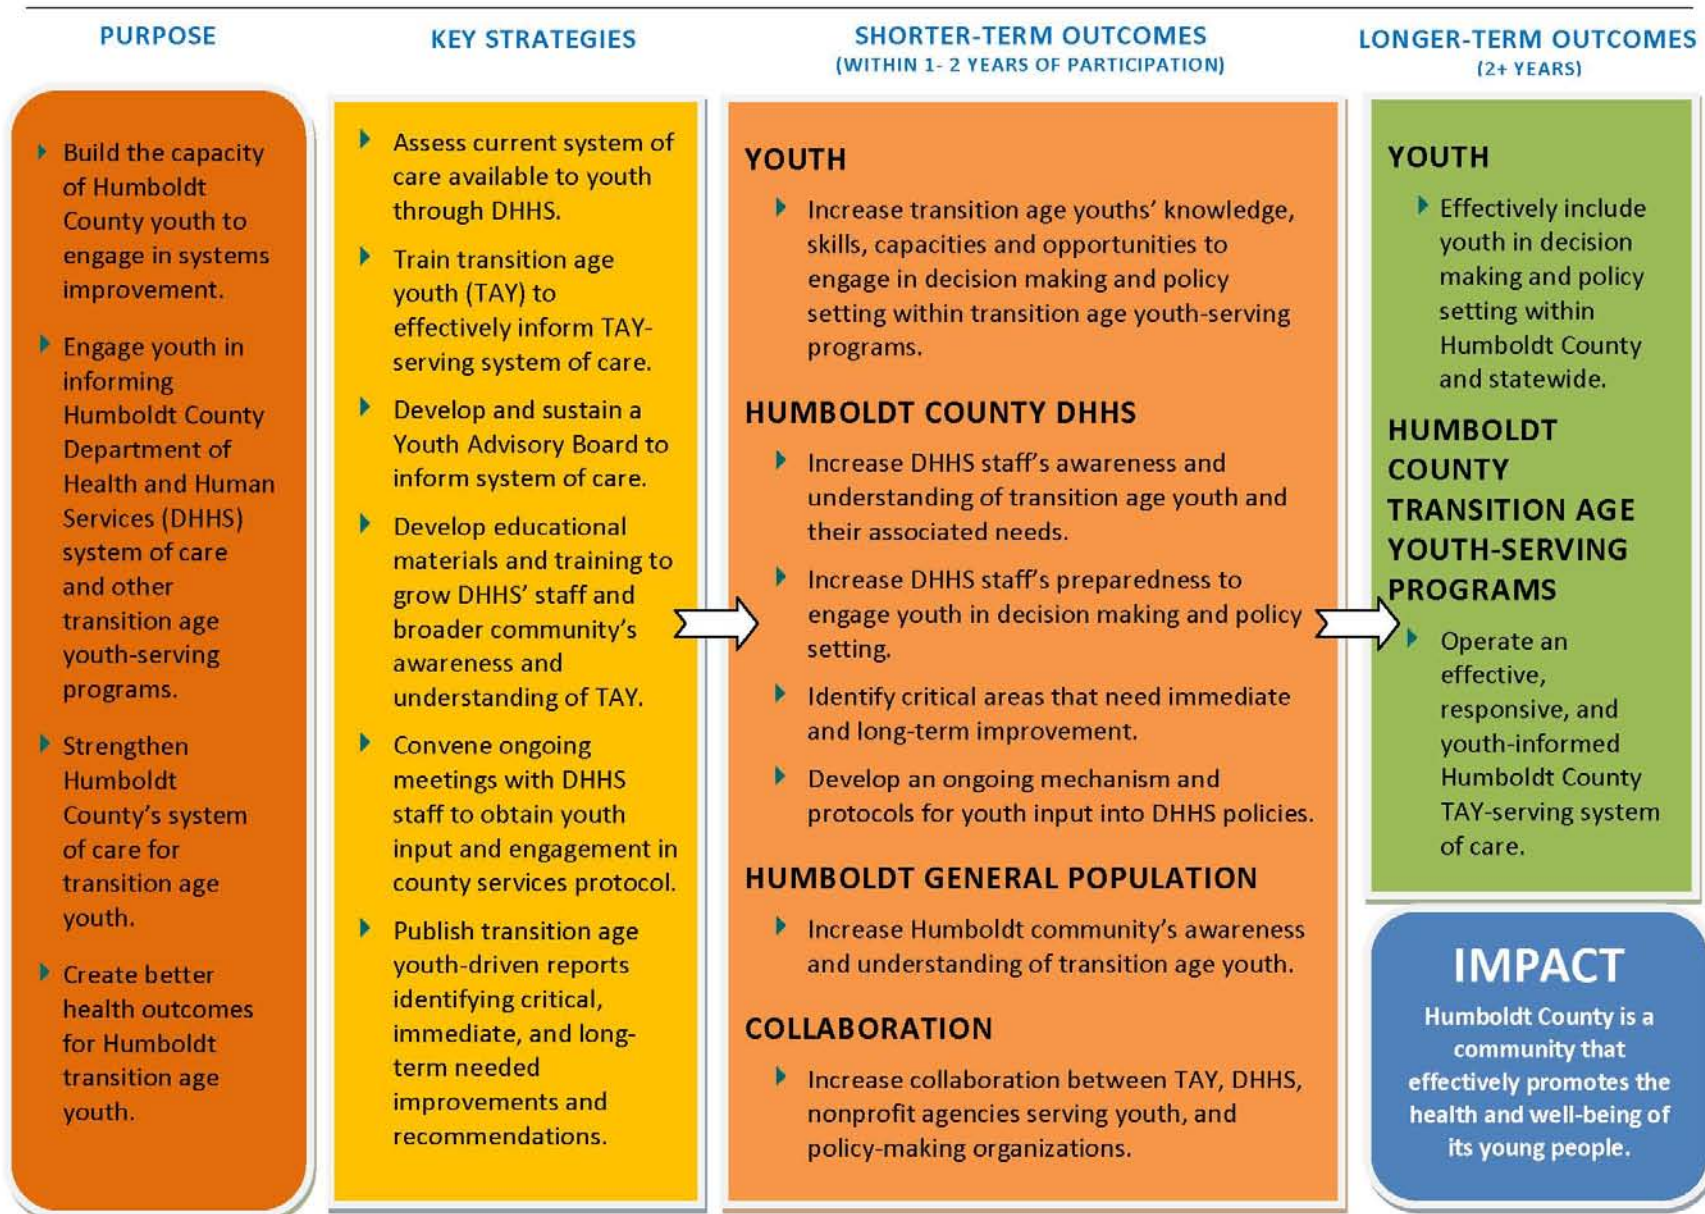 PURPOSE
KEY STRATEGIES
SHORTER-TERM OUTCOMES
(WITHIN 1- 2 YEARS OF PARTICIPATION)
LONGER-TERM OUTCOMES
(2+ YEARS)
Build the capacity
of Humboldt
County youth to
engage in systems
improvement.
Engage youth in
informing
Humboldt County
Department of
Health and Human
Services (DHHS)
system of care
and other
transition age
youth-serving
programs.
Strengthen
Humboldt
County's system
of care for
transition age
youth.
Create better
health outcomes
for Humboldt
transition age
youth.
Assess current system of
care available to youth
through DHHS.
Train transition age
youth (TAY) to
effectively inform TAY-
serving system of care.
Develop and sustain a
Youth Advisory Board to
inform system of care.
Develop educational
materials and training to
grow DHHS' staff and
broader community's
awareness and
understanding of TAY.
Convene ongoing
meetings with DHHS
staff to obtain youth
input and engagement in
county services protocol.
Publish transition age
youth-driven reports
identifying critical,
immediate, and long-
term needed
improvements and
recommendations.
YOUTH
Increase transition age youths' knowledge,
skills, capacities and opportunities to
engage in decision making and policy
setting within transition age youth-serving
programs.
HUMBOLDT COUNTY DHHS
Increase DHHS staff's awareness and
understanding of transition age youth and
their associated needs.
Increase DHHS staff's preparedness to
engage youth in decision making and policy
setting.
Identify critical areas that need immediate
and long-term improvement.
Develop an ongoing mechanism and
protocols for youth input into DHHS policies.
HUMBOLDT GENERAL POPULATION
Increase Humboldt community's awareness
and understanding of transition age youth.
COLLABORATION
Increase collaboration between TAY, DHHS,
nonprofit agencies serving youth, and
policy-making organizations.
YOUTH
Effectively include
youth in decision
making and policy
setting within
Humboldt County
and statewide.
HUMBOLDT
COUNTY
TRANSITION AGE
YOUTH-SERVING
PROGRAMS
Operate an
effective,
responsive, and
youth-informed
Humboldt County
TAY-serving system
of care.
IMPACT
Humboldt County is a
community that
effectively promotes the
health and well-being of
its young people.